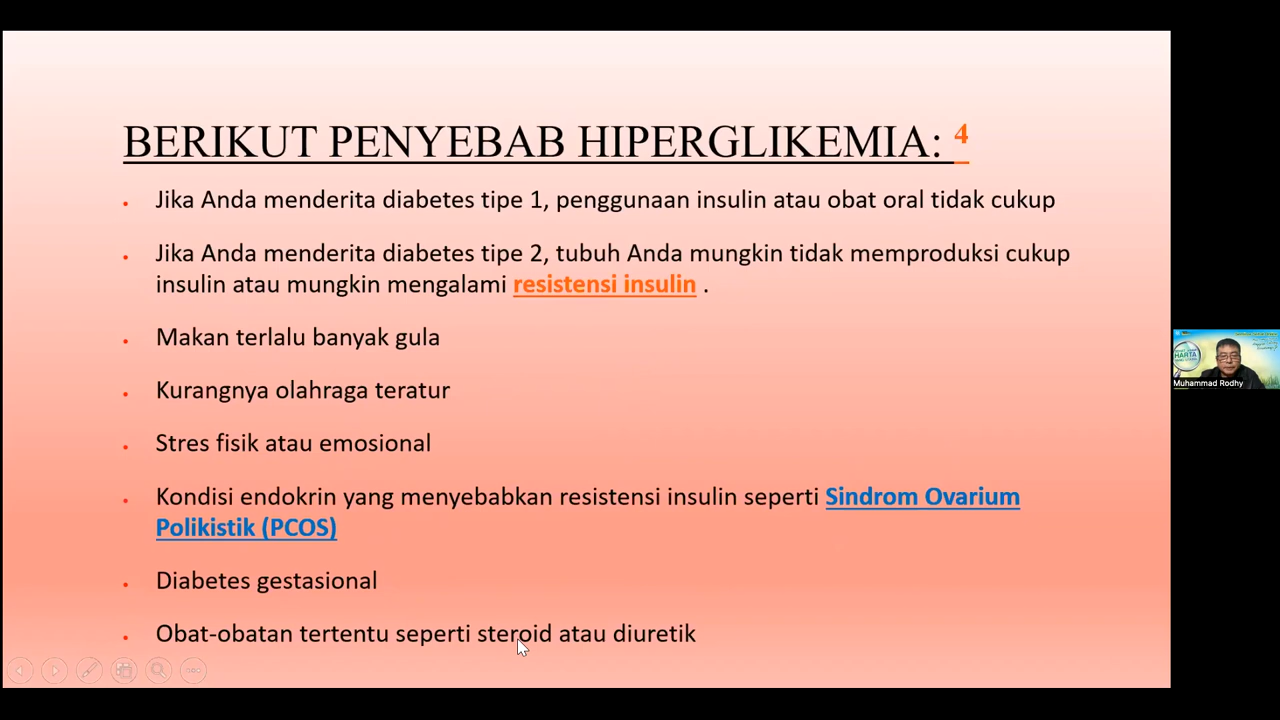 BERIKUT PENYEBAB HIPERGLIKEMIA: 4
• Jika Anda menderita diabetes tipe 1, penggunaan insulin atau obat oral tidak cukup
• Jika Anda menderita diabetes tipe 2, tubuh Anda mungkin tidak memproduksi cukup
insulin atau mungkin mengalami resistensi insulin .
• Makan terlalu banyak gula
• Kurangnya olahraga teratur
• Stres fisik atau emosional
• Kondisi endokrin yang menyebabkan resistensi insulin seperti Sindrom Ovarium
Polikistik (PCOS)
• Diabetes gestasional
• Obat-obatan tertentu seperti steroid atau diuretik
HARTA
Muhammad Rodhy